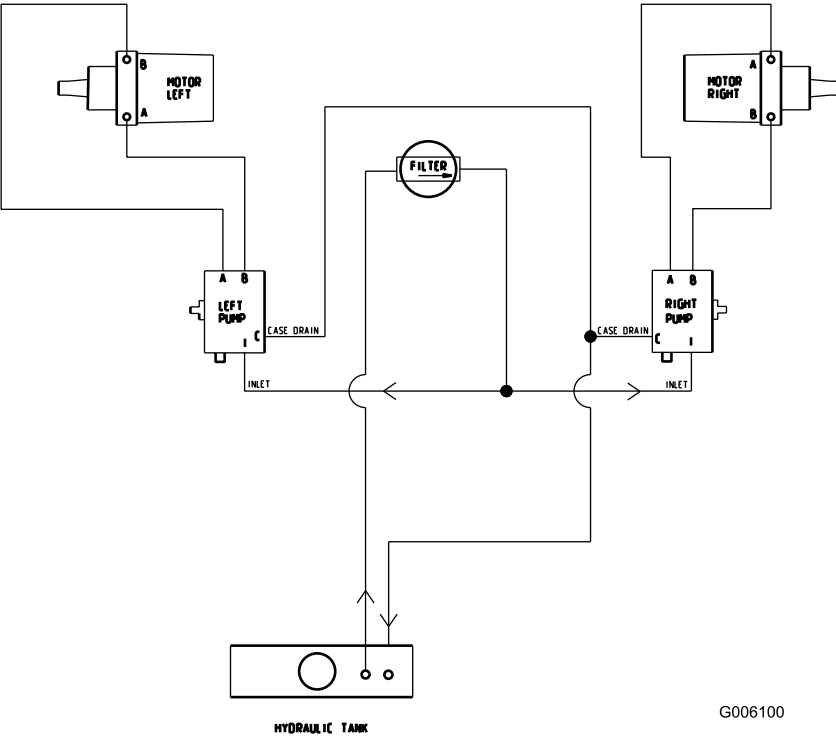 B
MOTOR
LEFT
A
A
MOTOR
RIGHT
B
FILTER
A B
LEFT
PUMP
C
I
CASE DRAIN
INLET
A B
RIGHT
PUMP
C
I
CASE DRAIN
INLET
HYDRAULIC TANK
G006100